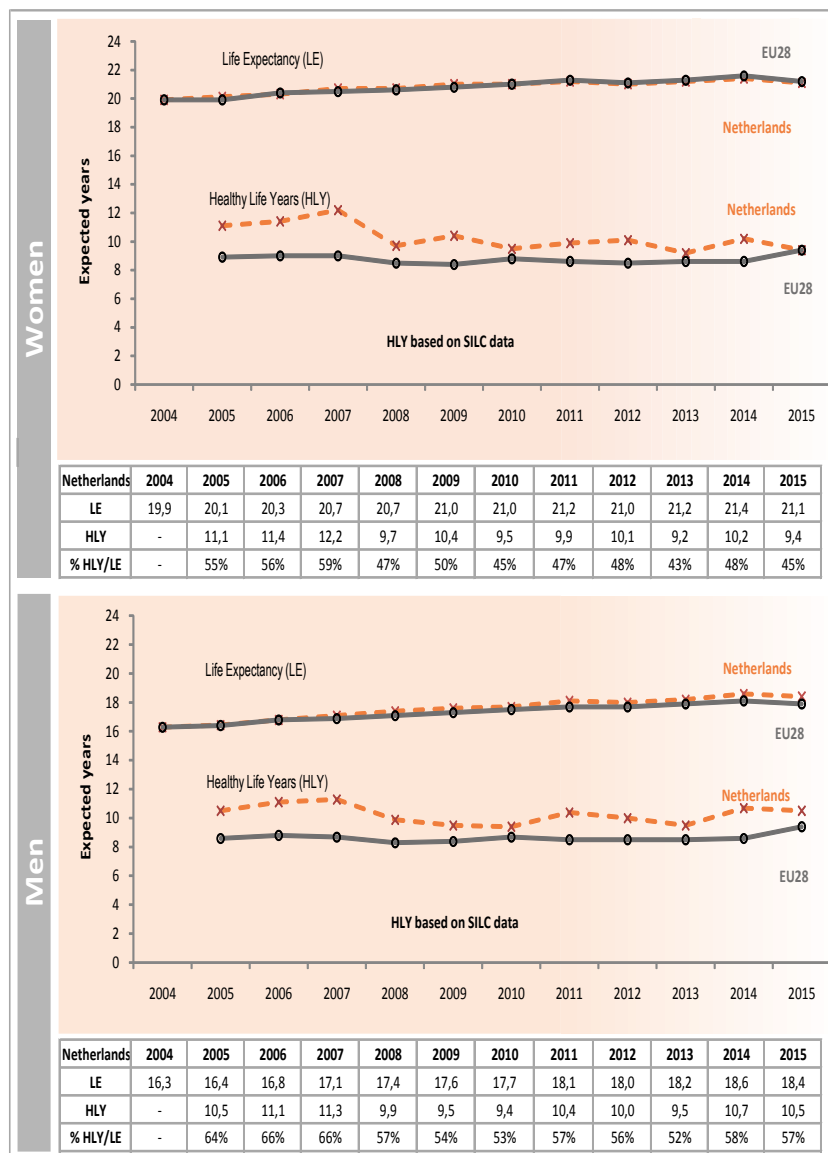 Women
24
22
20
18
16
14
12
10
8
6
4
2
0
Expected years
Life Expectancy (LE)
EU28
Netherlands
Healthy Life Years (HLY)
Netherlands
EU28
HLY based on SILC data
2004 2005 2006 2007 2008 2009 2010 2011 2012 2013 2014 2015
Netherlands 2004 2005 2006 2007 2008 2009 2010 2011 2012 2013 2014 2015
LE 19,9 20,1 20,3 20,7 20,7 21,0 21,0 21,2 21,0 21,2 21,4 21,1
HLY - 11,1 11,4 12,2 9,7 10,4 9,5 9,9 10,1 9,2 10,2 9,4
% HLY/LE - 55% 56% 59% 47% 50% 45% 47% 48% 43% 48% 45%
Men
24
22
20
18
16
14
12
10
8
6
4
2
0
Expected years
Life Expectancy (LE)
Netherlands
EU28
Healthy Life Years (HLY)
Netherlands
EU28
HLY based on SILC data
2004 2005 2006 2007 2008 2009 2010 2011 2012 2013 2014 2015
Netherlands 2004 2005 2006 2007 2008 2009 2010 2011 2012 2013 2014 2015
LE 16,3 16,4 16,8 17,1 17,4 17,6 17,7 18,1 18,0 18,2 18,6 18,4
HLY - 10,5 11,1 11,3 9,9 9,5 9,4 10,4 10,0 9,5 10,7 10,5
% HLY/LE - 64% 66% 66% 57% 54% 53% 57% 56% 52% 58% 57%